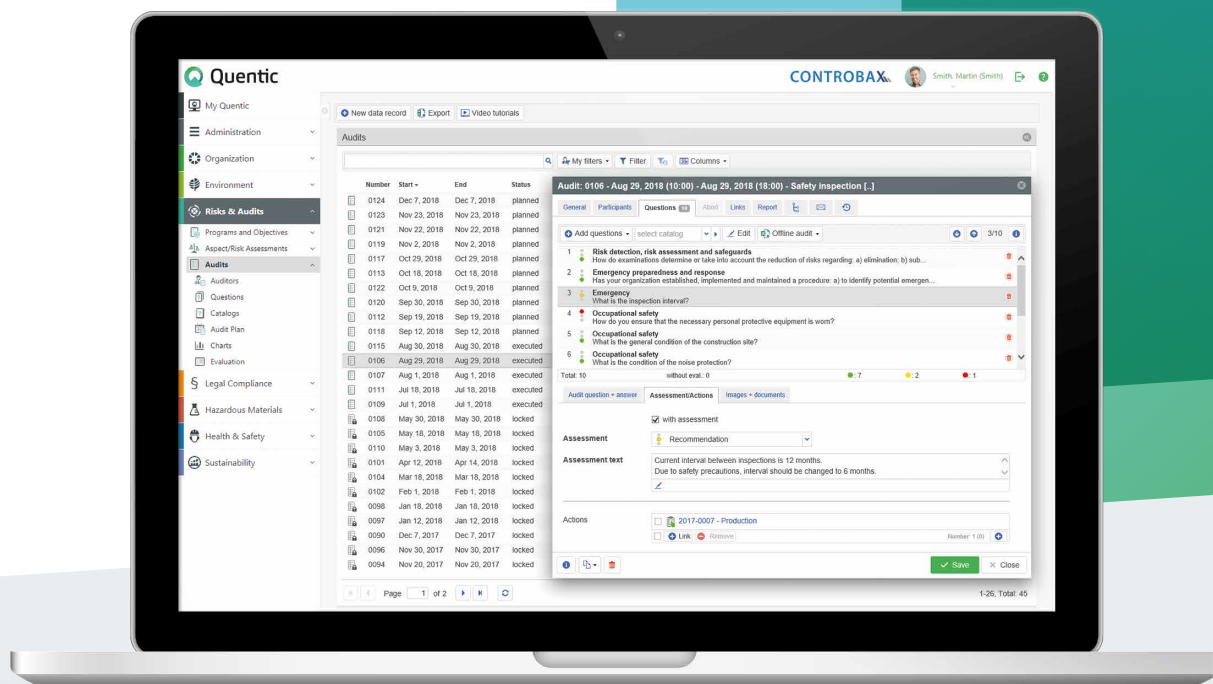 Quentic
CONTROBAX
Smith, Martin (Smith)
My Quentic
Administration
Organization
Environment
Risks & Audits
Programs and Objectives
Aspect/Risk Assessments
Audits
Auditors
Questions
Catalogs
Audit Plan
Charts
Evaluation
Legal Compliance
Hazardous Materials
Health & Safety
Sustainability
New data record Export Video tutorials
Audits
My filters Filter Columns
Number Start End Status
0124 Dec 7, 2018 Dec 7, 2018 planned
0123 Nov 23, 2018 Nov 23, 2018 planned
0121 Nov 22, 2018 Nov 22, 2018 planned
0119 Nov 2, 2018 Nov 2, 2018 planned
0117 Oct 29, 2018 Oct 29, 2018 planned
0113 Oct 18, 2018 Oct 18, 2018 planned
0122 Oct 9, 2018 Oct 9, 2018 planned
0120 Sep 30, 2018 Sep 30, 2018 planned
0112 Sep 19, 2018 Sep 19, 2018 planned
0118 Sep 12, 2018 Sep 12, 2018 planned
0115 Aug 30, 2018 Aug 30, 2018 executed
0106 Aug 29, 2018 Aug 29, 2018 executed
0107 Aug 1, 2018 Aug 1, 2018 executed
0111 Jul 18, 2018 Jul 18, 2018 executed
0109 Jul 1, 2018 Jul 1, 2018 executed
0108 May 30, 2018 May 30, 2018 locked
0105 May 18, 2018 May 18, 2018 locked
0110 May 3, 2018 May 3, 2018 locked
0101 Apr 12, 2018 Apr 14, 2018 locked
0104 Mar 18, 2018 Mar 18, 2018 locked
0102 Feb 1, 2018 Feb 1, 2018 locked
0098 Jan 18, 2018 Jan 18, 2018 locked
0097 Jan 12, 2018 Jan 12, 2018 locked
0090 Dec 7, 2017 Dec 7, 2017 locked
0096 Nov 30, 2017 Nov 30, 2017 locked
0094 Nov 20, 2017 Nov 20, 2017 locked
Page 1 of 2
1-26, Total: 45
Audit: 0106 - Aug 29, 2018 (10:00) - Aug 29, 2018 (18:00) - Safety inspection [..]
General Participants Questions 10 Abort Links Report
Add questions select catalog Edit Offline audit 3/10
1 Risk detection, risk assessment and safeguards
How do examinations determine or take into account the reduction of risks regarding: a) elimination; b) sub...
2 Emergency preparedness and response
Has your organization established, implemented and maintained a procedure: a) to identify potential emergen...
3 Emergency
What is the inspection interval?
4 Occupational safety
How do you ensure that the necessary personal protective equipment is worn?
5 Occupational safety
What is the general condition of the construction site?
6 Occupational safety
What is the condition of the noise protection?
Total: 10 without eval.: 0 : 7 : 2 : 1
Audit question + answer Assessment/Actions Images + documents
with assessment
Assessment Recommendation
Assessment text Current interval between inspections is 12 months.
Due to safety precautions, interval should be changed to 6 months.
Actions 2017-0007 - Production
Link Remove Number 1 (0)
Save Close